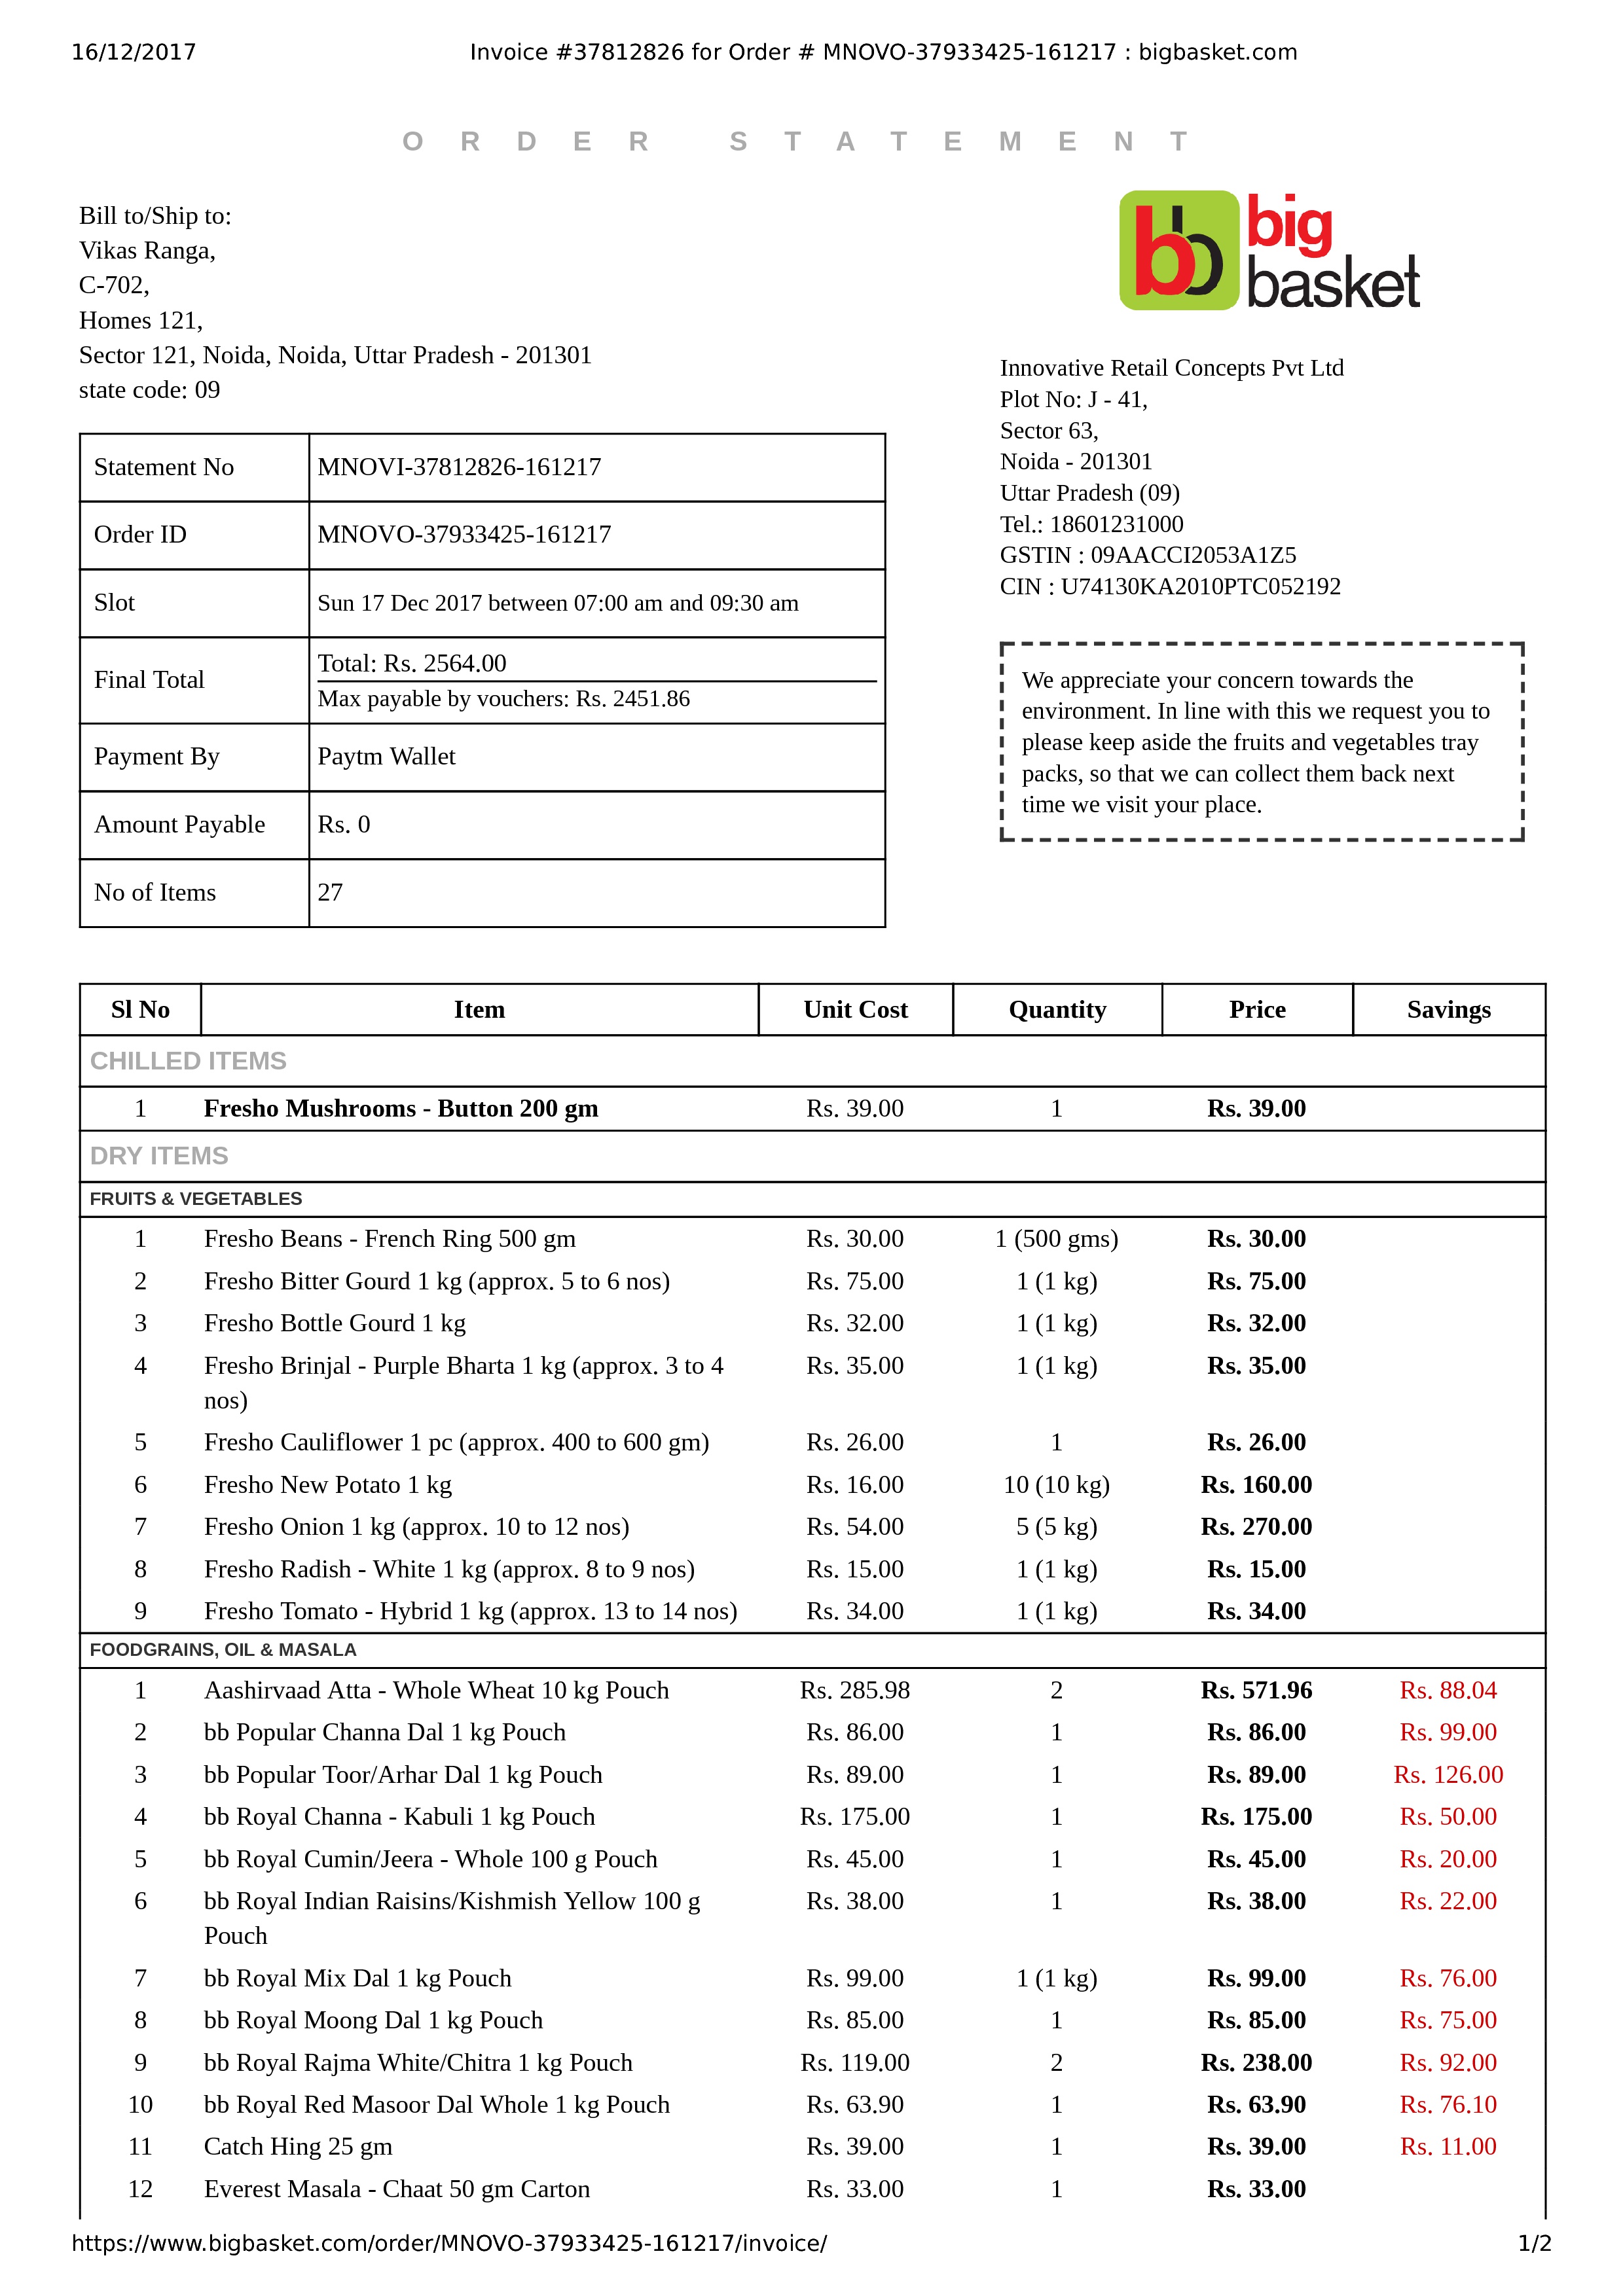 16/12/2017 Invoice #37812826 for Order # MNOVO-37933425-161217 : bigbasket.com
ORDER STATEMENT
Bill to/Ship to:
Vikas Ranga,
C-702,
Homes 121,
Sector 121, Noida, Noida, Uttar Pradesh - 201301
state code: 09
bb big
basket
Innovative Retail Concepts Pvt Ltd
Plot No: J - 41,
Sector 63,
Noida - 201301
Uttar Pradesh (09)
Tel.: 18601231000
GSTIN : 09AACCI2053A1Z5
CIN : U74130KA2010PTC052192
Statement No MNOVI-37812826-161217
Order ID MNOVO-37933425-161217
Slot Sun 17 Dec 2017 between 07:00 am and 09:30 am
Final Total Total: Rs. 2564.00
Max payable by vouchers: Rs. 2451.86
Payment By Paytm Wallet
Amount Payable Rs. 0
No of Items 27
We appreciate your concern towards the
environment. In line with this we request you to
please keep aside the fruits and vegetables tray
packs, so that we can collect them back next
time we visit your place.
Sl No Item Unit Cost Quantity Price Savings
CHILLED ITEMS
1 Fresho Mushrooms - Button 200 gm Rs. 39.00 1 Rs. 39.00
DRY ITEMS
FRUITS & VEGETABLES
1 Fresho Beans - French Ring 500 gm Rs. 30.00 1 (500 gms) Rs. 30.00
2 Fresho Bitter Gourd 1 kg (approx. 5 to 6 nos) Rs. 75.00 1 (1 kg) Rs. 75.00
3 Fresho Bottle Gourd 1 kg Rs. 32.00 1 (1 kg) Rs. 32.00
4 Fresho Brinjal - Purple Bharta 1 kg (approx. 3 to 4 Rs. 35.00 1 (1 kg) Rs. 35.00
nos)
5 Fresho Cauliflower 1 pc (approx. 400 to 600 gm) Rs. 26.00 1 Rs. 26.00
6 Fresho New Potato 1 kg Rs. 16.00 10 (10 kg) Rs. 160.00
7 Fresho Onion 1 kg (approx. 10 to 12 nos) Rs. 54.00 5 (5 kg) Rs. 270.00
8 Fresho Radish - White 1 kg (approx. 8 to 9 nos) Rs. 15.00 1 (1 kg) Rs. 15.00
9 Fresho Tomato - Hybrid 1 kg (approx. 13 to 14 nos) Rs. 34.00 1 (1 kg) Rs. 34.00
FOODGRAINS, OIL & MASALA
1 Aashirvaad Atta - Whole Wheat 10 kg Pouch Rs. 285.98 2 Rs. 571.96 Rs. 88.04
2 bb Popular Channa Dal 1 kg Pouch Rs. 86.00 1 Rs. 86.00 Rs. 99.00
3 bb Popular Toor/Arhar Dal 1 kg Pouch Rs. 89.00 1 Rs. 89.00 Rs. 126.00
4 bb Royal Channa - Kabuli 1 kg Pouch Rs. 175.00 1 Rs. 175.00 Rs. 50.00
5 bb Royal Cumin/Jeera - Whole 100 g Pouch Rs. 45.00 1 Rs. 45.00 Rs. 20.00
6 bb Royal Indian Raisins/Kishmish Yellow 100 g Rs. 38.00 1 Rs. 38.00 Rs. 22.00
Pouch
7 bb Royal Mix Dal 1 kg Pouch Rs. 99.00 1 (1 kg) Rs. 99.00 Rs. 76.00
8 bb Royal Moong Dal 1 kg Pouch Rs. 85.00 1 Rs. 85.00 Rs. 75.00
9 bb Royal Rajma White/Chitra 1 kg Pouch Rs. 119.00 2 Rs. 238.00 Rs. 92.00
10 bb Royal Red Masoor Dal Whole 1 kg Pouch Rs. 63.90 1 Rs. 63.90 Rs. 76.10
11 Catch Hing 25 gm Rs. 39.00 1 Rs. 39.00 Rs. 11.00
12 Everest Masala - Chaat 50 gm Carton Rs. 33.00 1 Rs. 33.00
https://www.bigbasket.com/order/MNOVO-37933425-161217/invoice/ 1/2